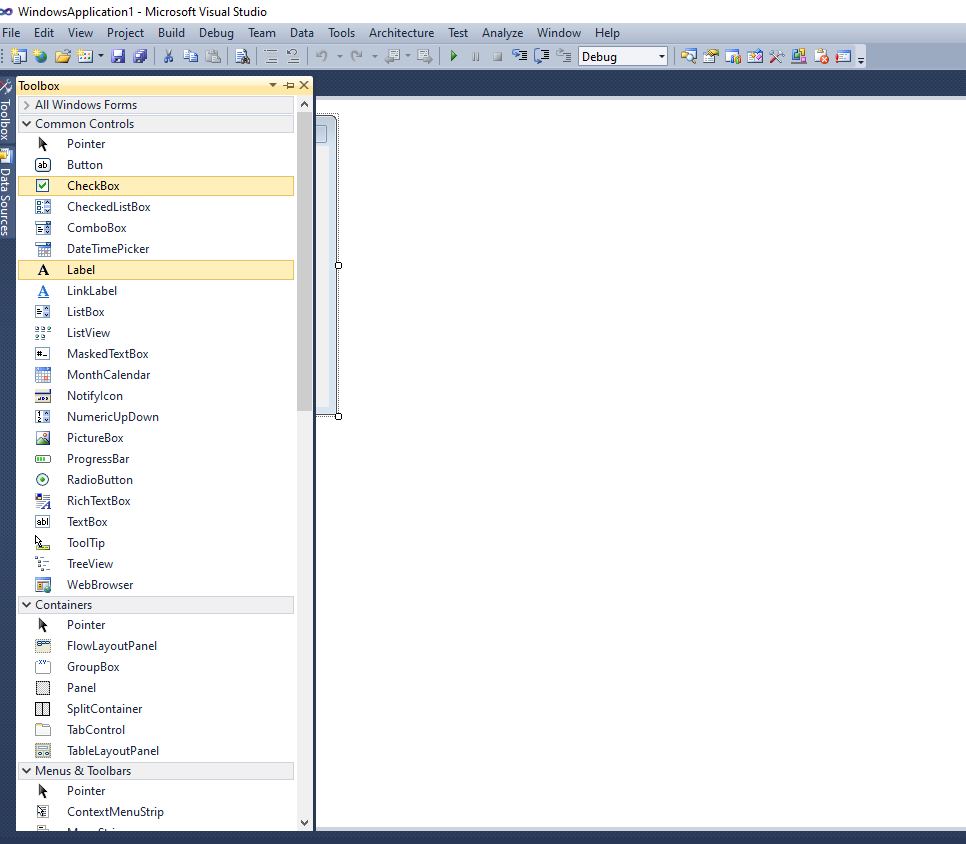 WindowsApplication1 - Microsoft Visual Studio
File Edit View Project Build Debug Team Data Tools Architecture Test Analyze Window Help
Debug
Toolbox
Data Sources
Toolbox
All Windows Forms
Common Controls
Pointer
Button
CheckBox
CheckedListBox
ComboBox
DateTimePicker
Label
LinkLabel
ListBox
ListView
MaskedTextBox
MonthCalendar
NotifyIcon
NumericUpDown
PictureBox
ProgressBar
RadioButton
RichTextBox
TextBox
ToolTip
TreeView
WebBrowser
Containers
Pointer
FlowLayoutPanel
GroupBox
Panel
SplitContainer
TabControl
TableLayoutPanel
Menus & Toolbars
Pointer
ContextMenuStrip